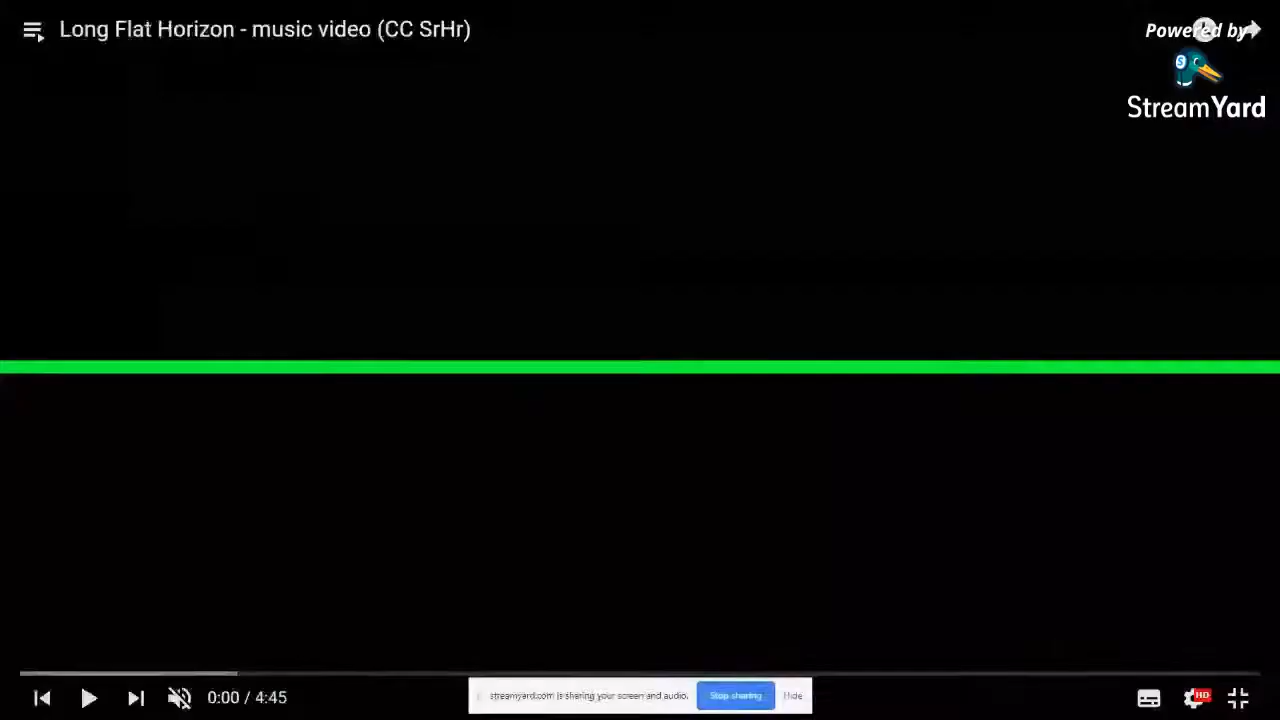 Long Flat Horizon - music video (CC SrHr)
Powered by
S
StreamYard
0:00 / 4:45
streamyard.com is sharing your screen and audio.
Stop sharing
Hide
HD